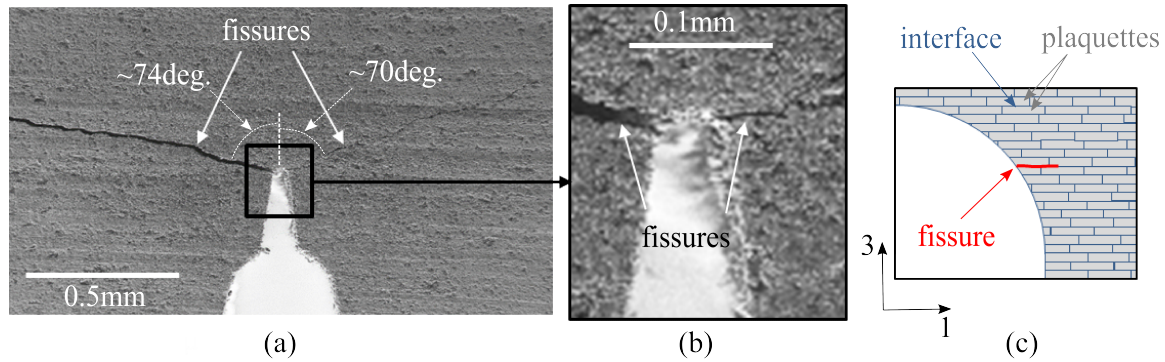 fissures
~74deg.
~70deg.
0.5mm
(a)
0.1mm
fissures
(b)
interface
plaquettes
fissure
3
1
(c)